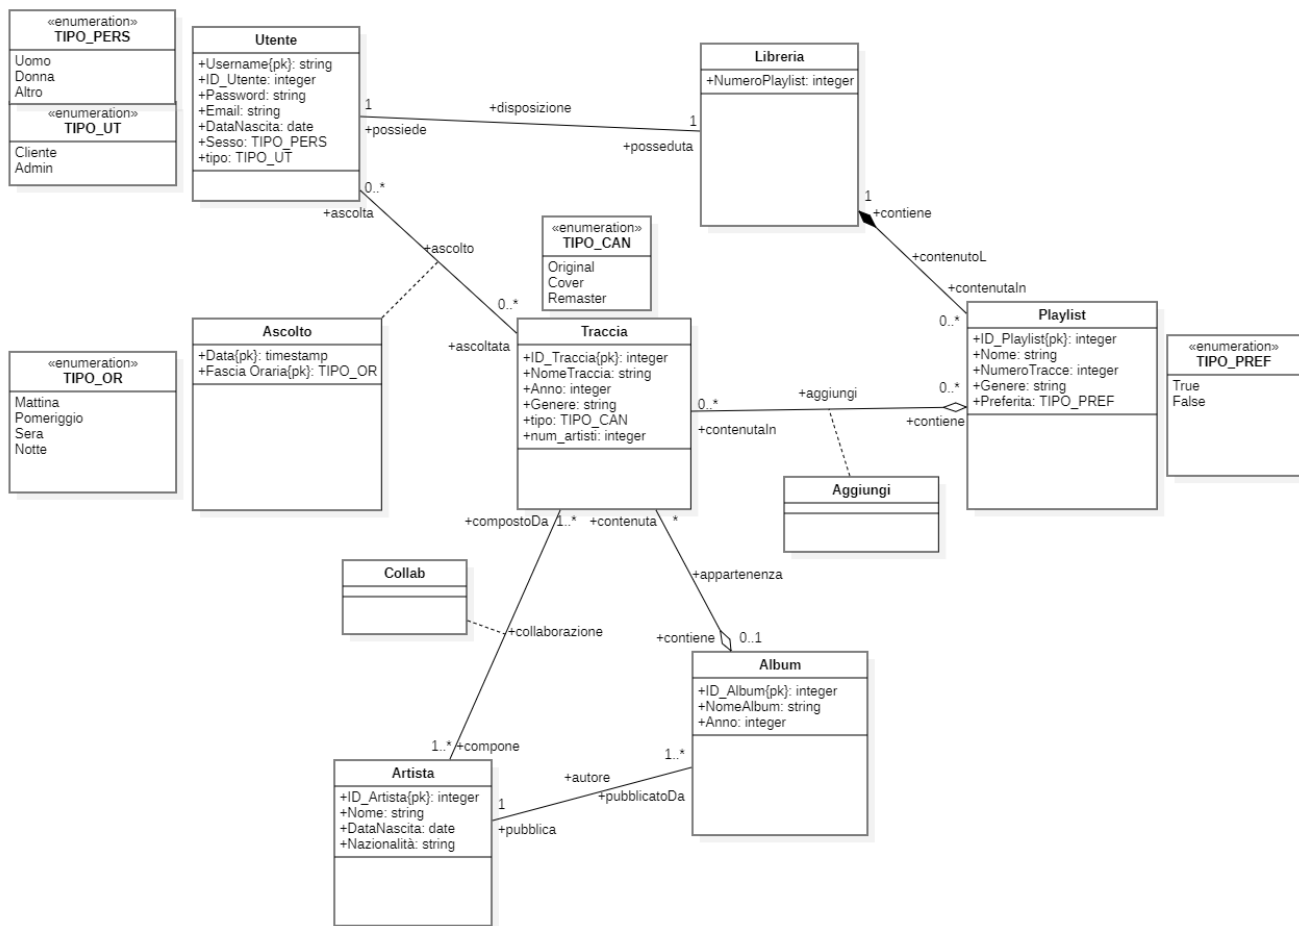 «enumeration»
TIPO_PERS
Uomo
Donna
Altro
«enumeration»
TIPO_UT
Cliente
Admin
Utente
+Username{pk}: string
+ID_Utente: integer
+Password: string
+Email: string
+DataNascita: date
+Sesso: TIPO_PERS
+tipo: TIPO_UT
1
+possiede
+disposizione
1
+posseduta
Libreria
+NumeroPlaylist: integer
0..*
+ascolta
+ascolto
0..*
+ascoltata
«enumeration»
TIPO_CAN
Original
Cover
Remaster
1
+contiene
+contenutoL
+contenutaIn
0..*
Ascolto
+Data{pk}: timestamp
+Fascia Oraria{pk}: TIPO_OR
«enumeration»
TIPO_OR
Mattina
Pomeriggio
Sera
Notte
Traccia
+ID_Traccia{pk}: integer
+NomeTraccia: string
+Anno: integer
+Genere: string
+tipo: TIPO_CAN
+num_artisti: integer
Playlist
+ID_Playlist{pk}: integer
+Nome: string
+NumeroTracce: integer
+Genere: string
+Preferita: TIPO_PREF
«enumeration»
TIPO_PREF
True
False
0..*
+contenutaIn
+aggiungi
0..*
+contiene
Aggiungi
+compostoDa
1..*
+contenuta
*
Collab
+collaborazione
+appartenenza
+contiene
0..1
Album
+ID_Album{pk}: integer
+NomeAlbum: string
+Anno: integer
1..*
+compone
Artista
+ID_Artista{pk}: integer
+Nome: string
+DataNascita: date
+Nazionalità: string
1
+pubblica
+autore
1..*
+pubblicatoDa